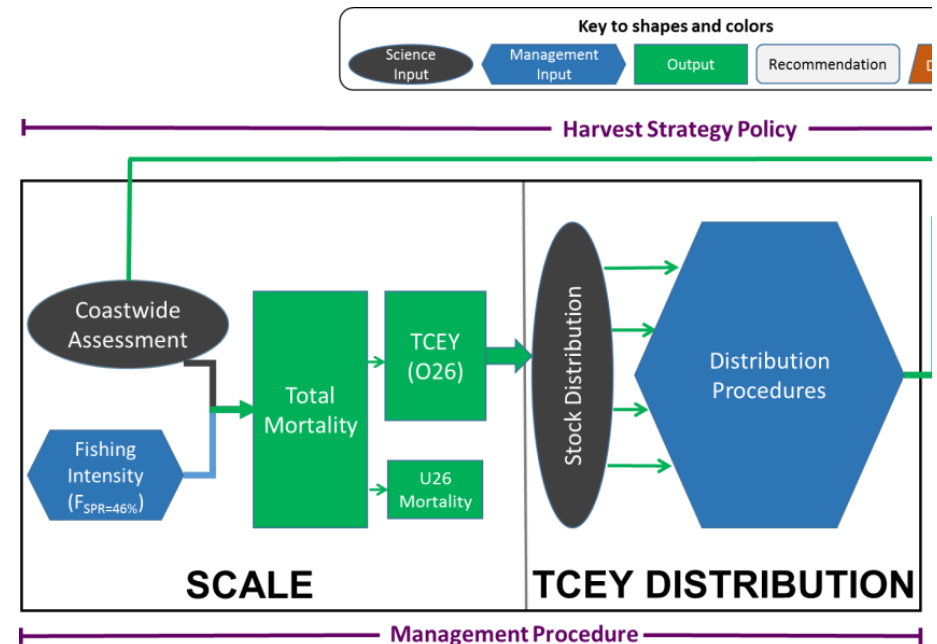 Key to shapes and colors
Science
Input
Management
Input
Output
Recommendation
Harvest Strategy Policy
Coastwide
Assessment
Fishing
Intensity
(FSPR=46%)
Total
Mortality
TCEY
(O26)
U26
Mortality
Stock Distribution
Distribution
Procedures
SCALE
TCEY DISTRIBUTION
Management Procedure